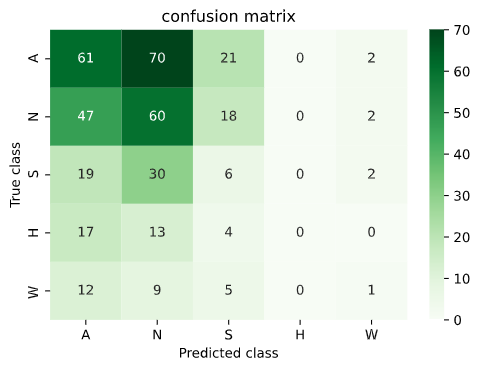 confusion matrix
A 61 70 21 0 2
N 47 60 18 0 2
S 19 30 6 0 2
H 17 13 4 0 0
W 12 9 5 0 1
A N S H W
True class
Predicted class
70
60
50
40
30
20
10
0